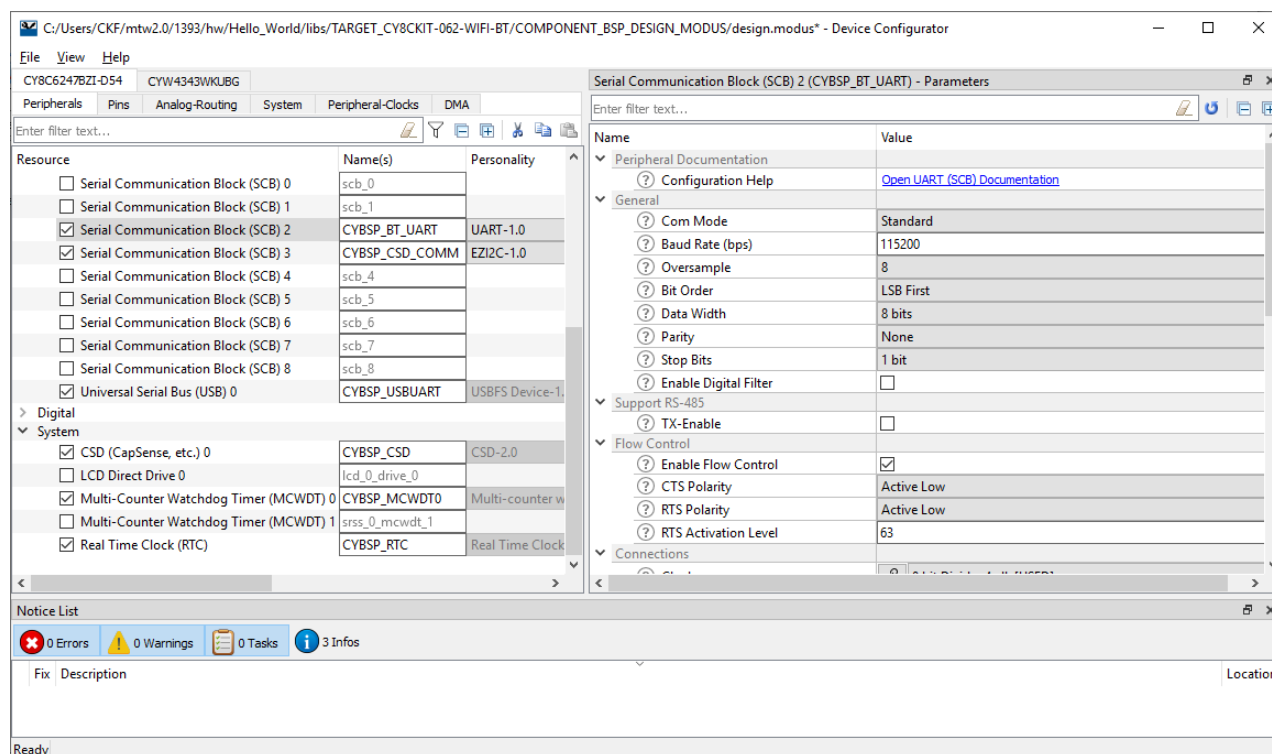 C:/Users/CKF/mtw2.0/1393/hw/Hello_World/libs/TARGET_CY8CKIT-062-WIFI-BT/COMPONENT_BSP_DESIGN_MODUS/design.modus* - Device Configurator
File View Help
CY8C6247BZI-D54 CYW4343WKUBG
Peripherals Pins Analog-Routing System Peripheral-Clocks DMA
Enter filter text...
Resource Name(s) Personality
Serial Communication Block (SCB) 0 scb_0
Serial Communication Block (SCB) 1 scb_1
Serial Communication Block (SCB) 2 CYBSP_BT_UART UART-1.0
Serial Communication Block (SCB) 3 CYBSP_CSD_COMM EZI2C-1.0
Serial Communication Block (SCB) 4 scb_4
Serial Communication Block (SCB) 5 scb_5
Serial Communication Block (SCB) 6 scb_6
Serial Communication Block (SCB) 7 scb_7
Serial Communication Block (SCB) 8 scb_8
Universal Serial Bus (USB) 0 CYBSP_USBUART USBFS Device-1.
Digital
System
CSD (CapSense, etc.) 0 CYBSP_CSD CSD-2.0
LCD Direct Drive 0 lcd_0_drive_0
Multi-Counter Watchdog Timer (MCWDT) 0 CYBSP_MCWDT0 Multi-counter w
Multi-Counter Watchdog Timer (MCWDT) 1 srss_0_mcwdt_1
Real Time Clock (RTC) CYBSP_RTC Real Time Clock
Serial Communication Block (SCB) 2 (CYBSP_BT_UART) - Parameters
Enter filter text...
Name Value
Peripheral Documentation
Configuration Help Open UART (SCB) Documentation
General
Com Mode Standard
Baud Rate (bps) 115200
Oversample 8
Bit Order LSB First
Data Width 8 bits
Parity None
Stop Bits 1 bit
Enable Digital Filter
Support RS-485
TX-Enable
Flow Control
Enable Flow Control
CTS Polarity Active Low
RTS Polarity Active Low
RTS Activation Level 63
Connections
Notice List
0 Errors 0 Warnings 0 Tasks 3 Infos
Fix Description Location
Ready